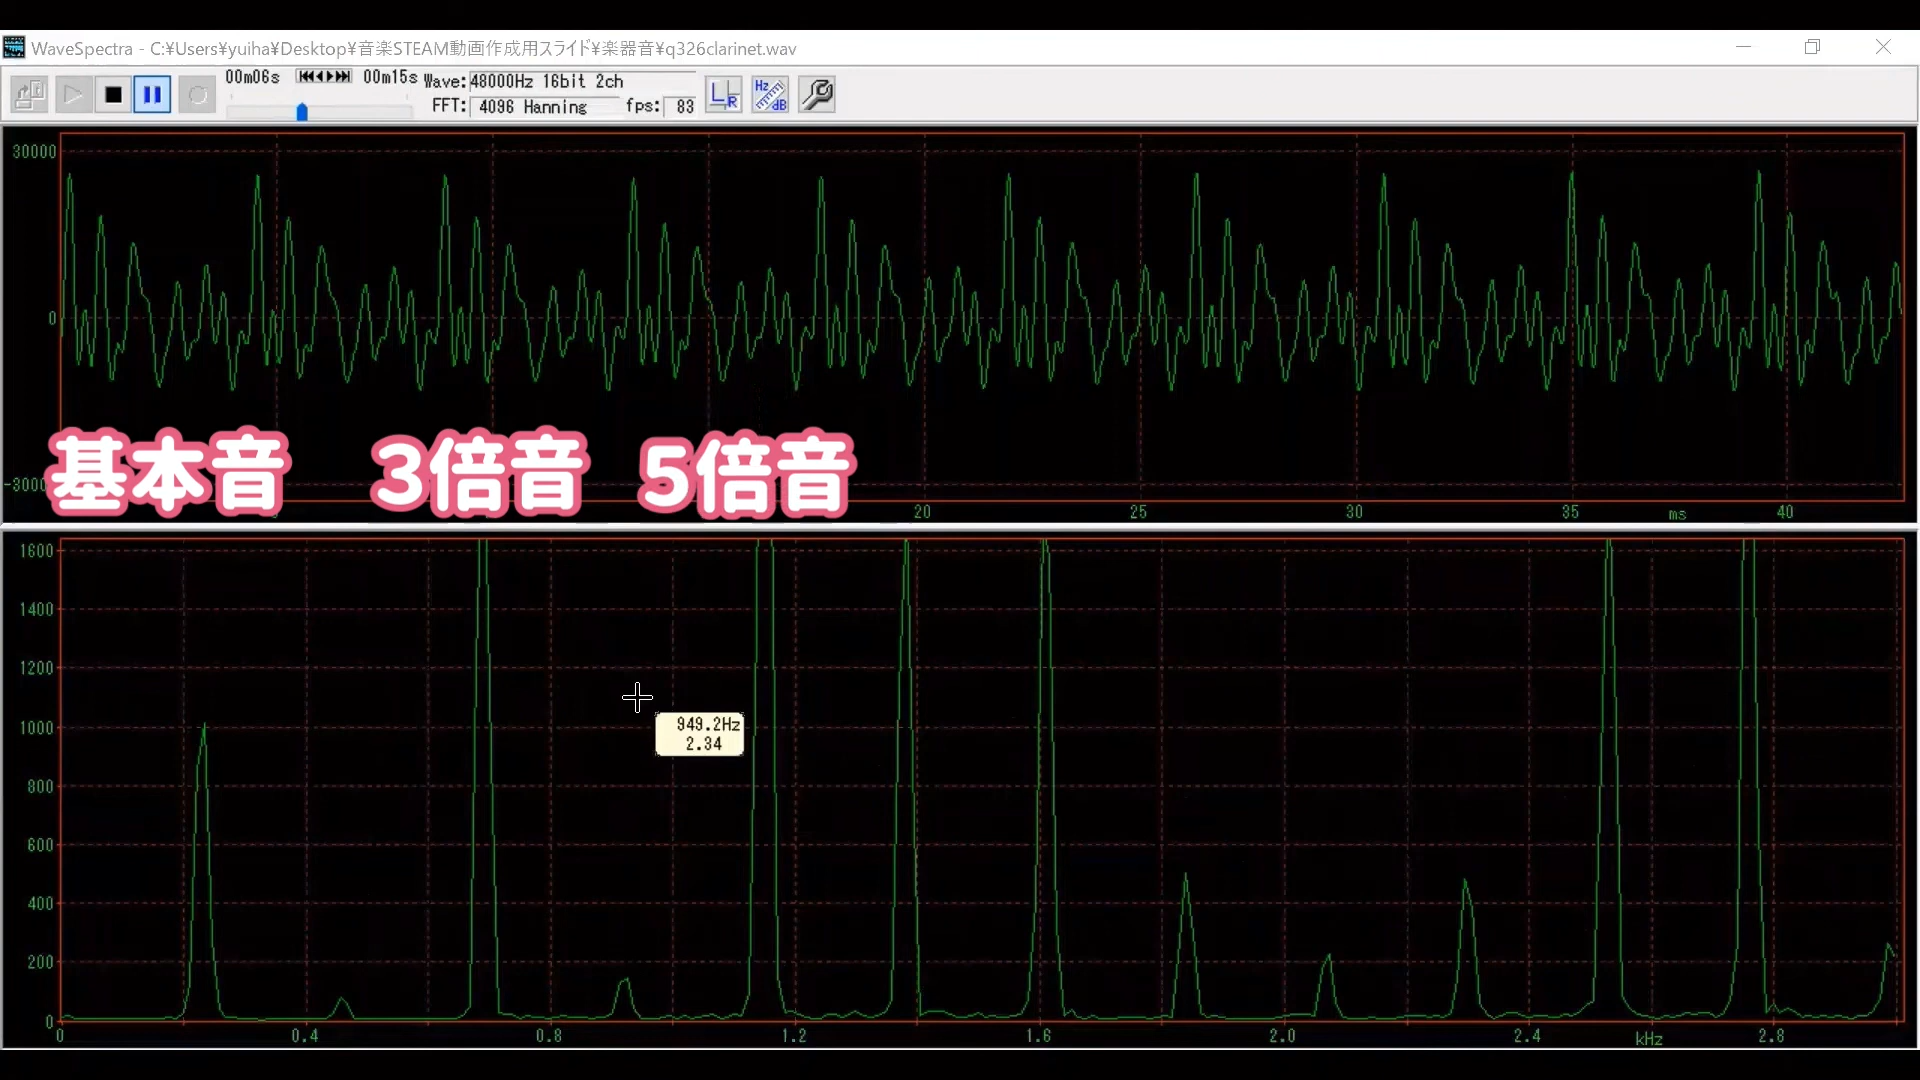 WaveSpectra - C:¥Users¥yuiha¥Desktop¥音楽STEAM動画作成用スライド¥楽器音¥q326clarinet.wav
00m06s 00m15s Wave: 48000Hz 16bit 2ch
FFT: 4096 Hanning fps: 83
L R
Hz dB
30000
0
-3000
基本音 3倍音 5倍音
20 25 30 35 ms 40
1600
1400
1200
1000
800
600
400
200
0
949.2Hz
2.34
0 0.4 0.8 1.2 1.6 2.0 2.4 kHz 2.8